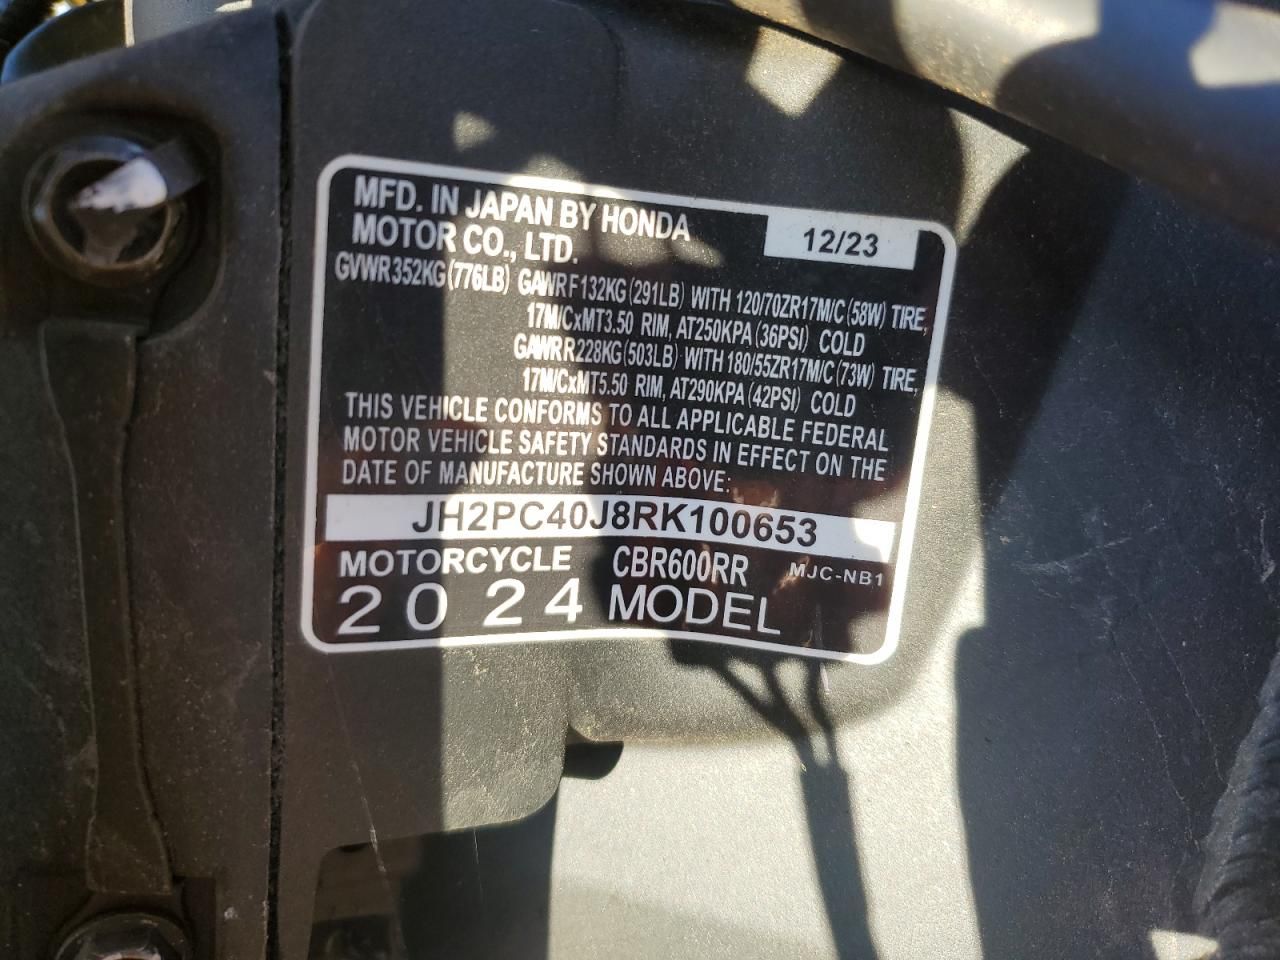 MFD. IN JAPAN BY HONDA
MOTOR CO., LTD.
12/23
GVWR352KG(776LB) GAWRF132KG(291LB) WITH 120/70ZR17M/C(58W) TIRE,
17M/CxMT3.50 RIM, AT250KPA(36PSI) COLD
GAWRR228KG(503LB) WITH 180/55ZR17M/C(73W) TIRE,
17M/CxMT5.50 RIM, AT290KPA(42PSI) COLD
THIS VEHICLE CONFORMS TO ALL APPLICABLE FEDERAL
MOTOR VEHICLE SAFETY STANDARDS IN EFFECT ON THE
DATE OF MANUFACTURE SHOWN ABOVE:
JH2PC40J8RK100653
MOTORCYCLE CBR600RR MJC-NB1
2024 MODEL